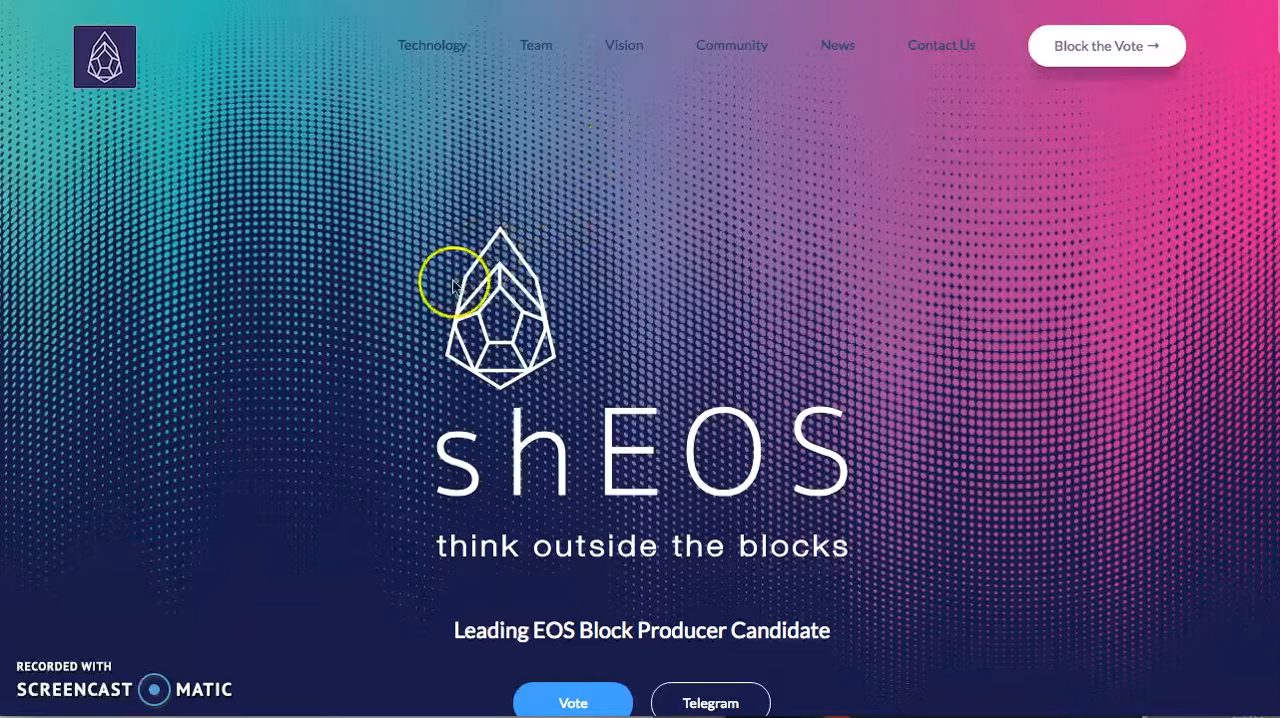 Technology Team Vision Community News Contact Us Block the Vote →
shEOS
think outside the blocks
Leading EOS Block Producer Candidate
Vote Telegram
RECORDED WITH
SCREENCAST MATIC